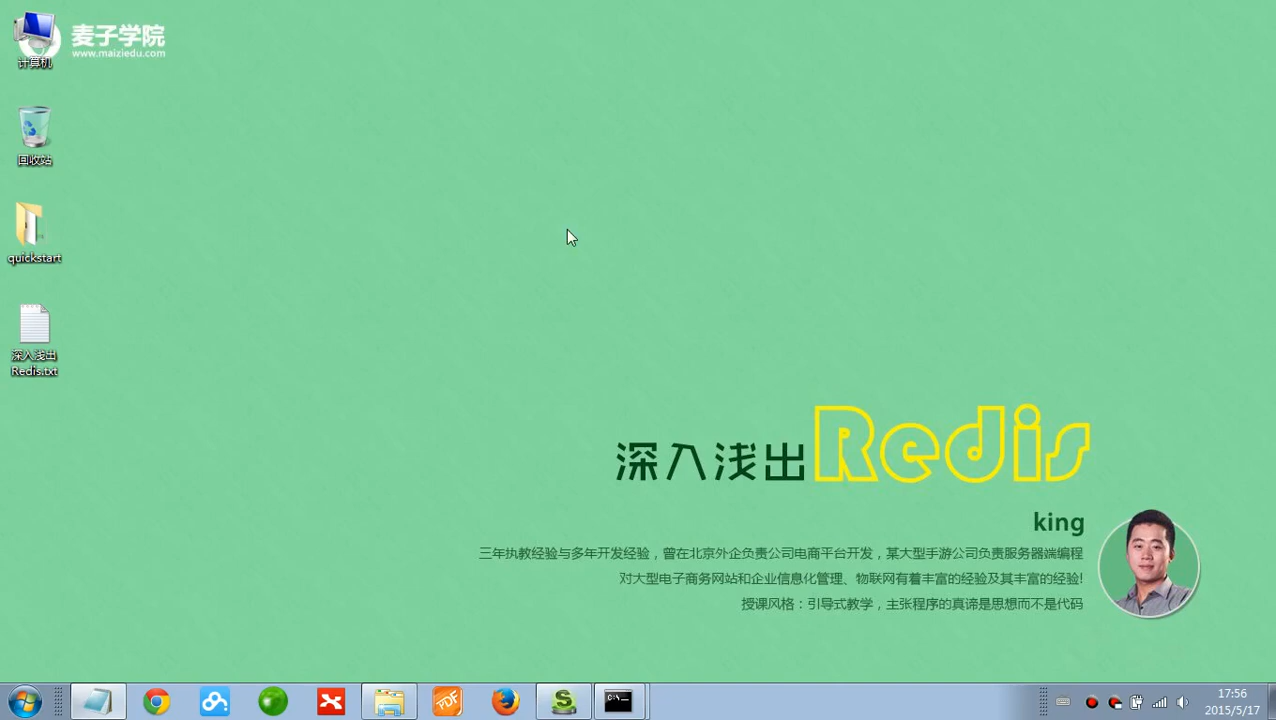 麦子学院
www.maiziedu.com
计算机
回收站
quickstart
深入浅出
Redis.txt
深入浅出Redis
king
三年执教经验与多年开发经验，曾在北京外企负责公司电商平台开发，某大型手游公司负责服务器端编程
对大型电子商务网站和企业信息化管理、物联网有着丰富的经验及其丰富的经验!
授课风格：引导式教学，主张程序的真谛是思想而不是代码
PDF
S
C:\_
17:56
2015/5/17